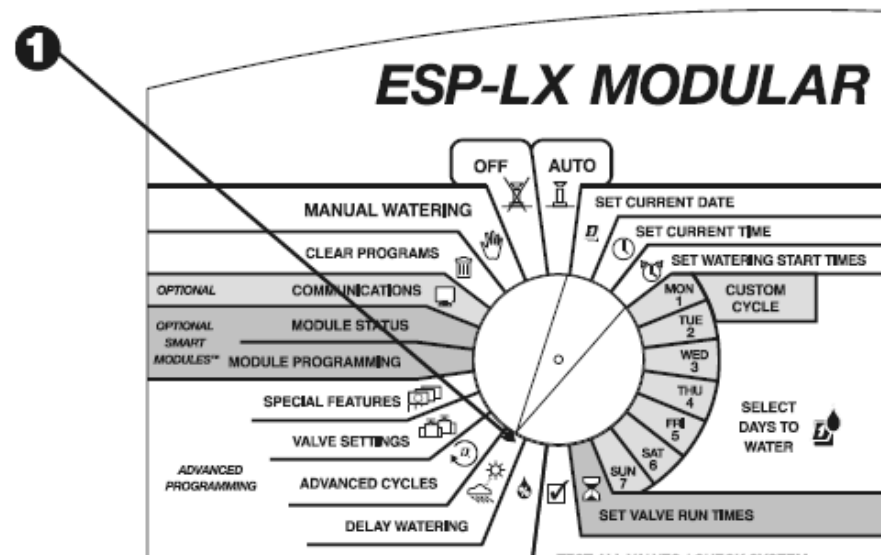 1
ESP-LX MODULAR
OFF
AUTO
MANUAL WATERING
SET CURRENT DATE
SET CURRENT TIME
CLEAR PROGRAMS
SET WATERING START TIMES
OPTIONAL
COMMUNICATIONS
MON
1
CUSTOM
CYCLE
OPTIONAL
SMART
MODULES™
MODULE STATUS
MODULE PROGRAMMING
TUE
2
WED
3
THU
4
FRI
5
SAT
6
SUN
7
SELECT
DAYS TO
WATER
SPECIAL FEATURES
VALVE SETTINGS
ADVANCED
PROGRAMMING
ADVANCED CYCLES
DELAY WATERING
SET VALVE RUN TIMES